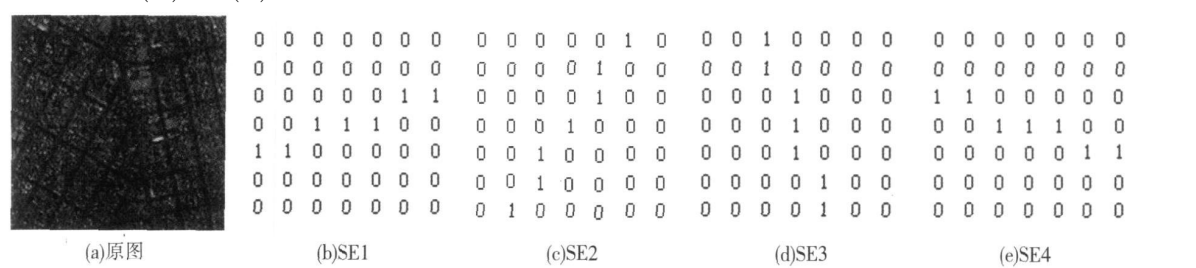 0 0 0 0 0 0 0 0 0 0 0 0 1 0 0 0 1 0 0 0 0 0 0 0 0 0 0 0
0 0 0 0 0 0 0 0 0 0 0 1 0 0 0 0 1 0 0 0 0 0 0 0 0 0 0 0
0 0 0 0 0 1 1 0 0 0 0 1 0 0 0 0 0 1 0 0 0 1 1 0 0 0 0 0
0 0 1 1 1 0 0 0 0 0 1 0 0 0 0 0 0 1 0 0 0 0 0 1 1 1 0 0
1 1 0 0 0 0 0 0 0 1 0 0 0 0 0 0 0 1 0 0 0 0 0 0 0 0 1 1
0 0 0 0 0 0 0 0 0 1 0 0 0 0 0 0 0 0 1 0 0 0 0 0 0 0 0 0
0 0 0 0 0 0 0 0 1 0 0 0 0 0 0 0 0 0 1 0 0 0 0 0 0 0 0 0
(a)原图 (b)SE1 (c)SE2 (d)SE3 (e)SE4